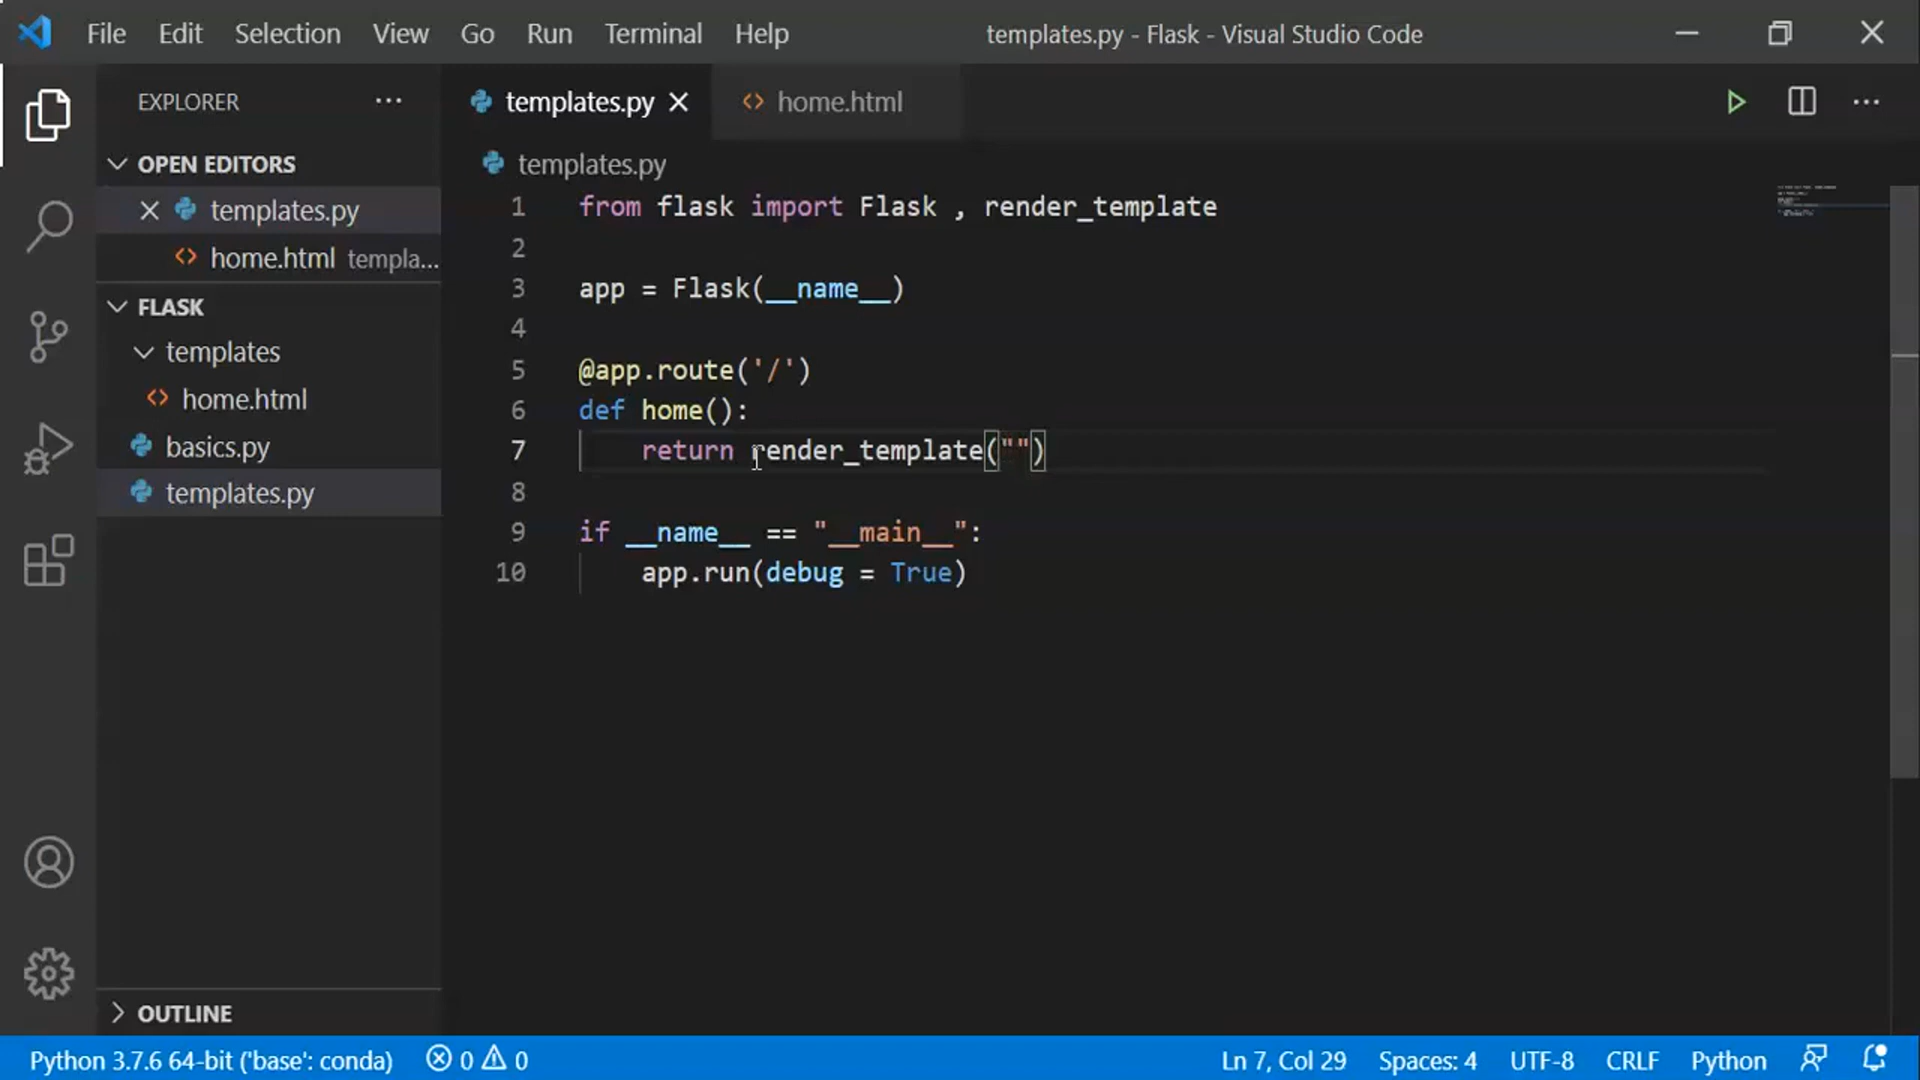 File Edit Selection View Go Run Terminal Help templates.py - Flask - Visual Studio Code
EXPLORER
OPEN EDITORS
templates.py
home.html templa...
FLASK
templates
home.html
basics.py
templates.py
OUTLINE
templates.py home.html
templates.py
1 from flask import Flask , render_template
2
3 app = Flask(__name__)
4
5 @app.route('/')
6 def home():
7 return render_template("")
8
9 if __name__ == "__main__":
10 app.run(debug = True)
Python 3.7.6 64-bit ('base': conda) 0 0 Ln 7, Col 29 Spaces: 4 UTF-8 CRLF Python